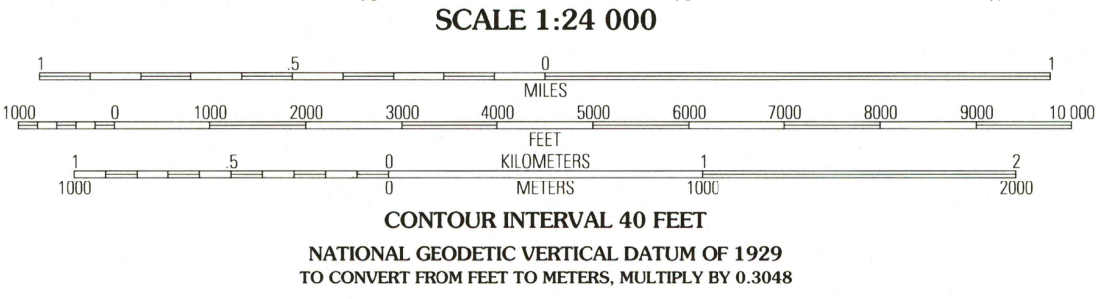 SCALE 1:24 000
1 .5 0 1
MILES
1000 0 1000 2000 3000 4000 5000 6000 7000 8000 9000 10 000
FEET
1 .5 0 KILOMETERS 1 2
1000 0 METERS 1000 2000
CONTOUR INTERVAL 40 FEET
NATIONAL GEODETIC VERTICAL DATUM OF 1929
TO CONVERT FROM FEET TO METERS, MULTIPLY BY 0.3048